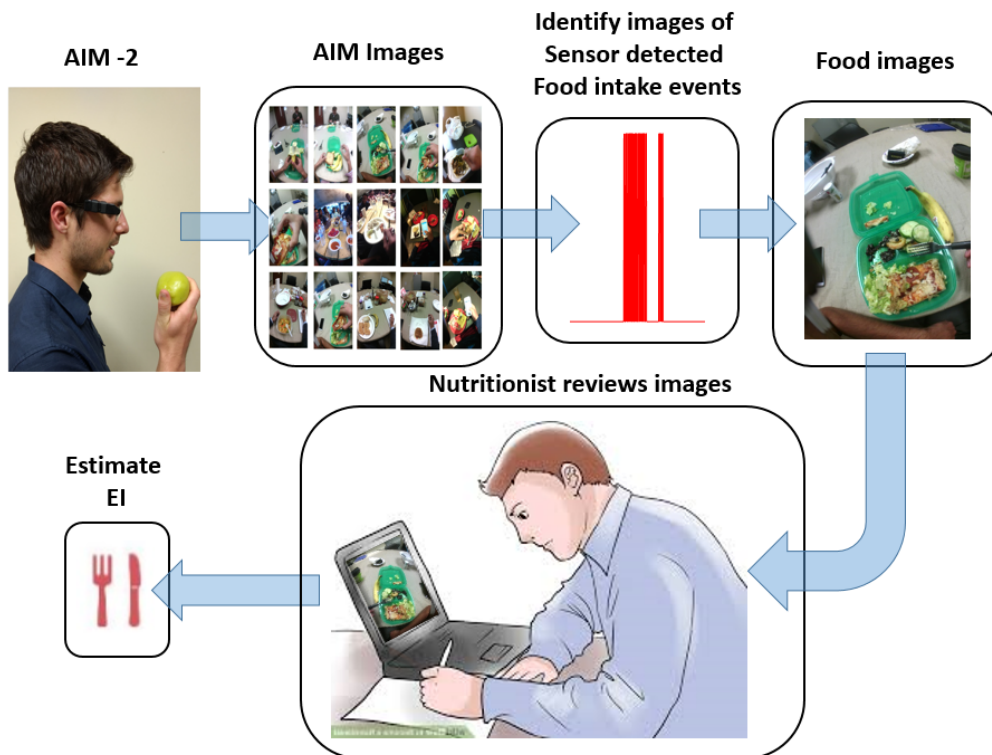 AIM -2
AIM Images
Identify images of
Sensor detected
Food intake events
Food images
Nutritionist reviews images
Estimate
EI